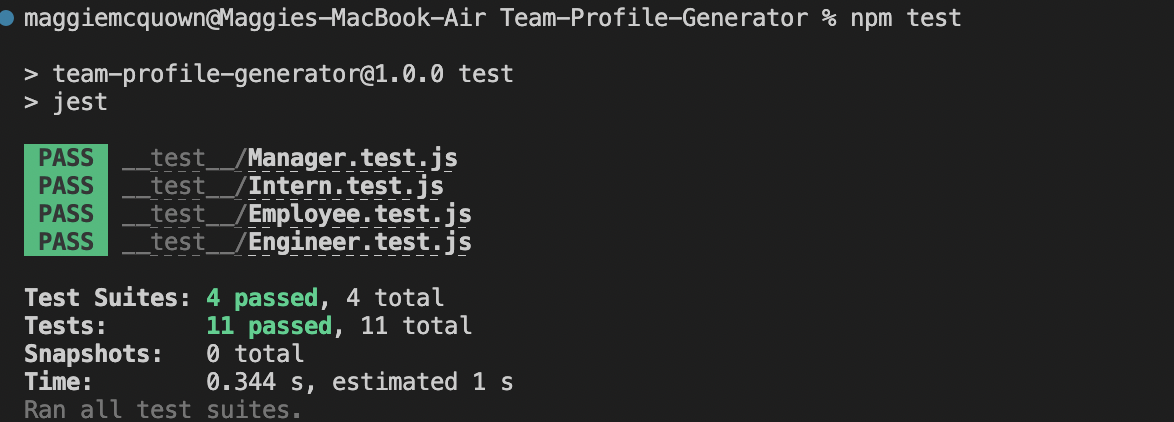 maggiemcquown@Maggies-MacBook-Air Team-Profile-Generator % npm test
> team-profile-generator@1.0.0 test
> jest
PASS __test__/Manager.test.js
PASS __test__/Intern.test.js
PASS __test__/Employee.test.js
PASS __test__/Engineer.test.js
Test Suites: 4 passed, 4 total
Tests: 11 passed, 11 total
Snapshots: 0 total
Time: 0.344 s, estimated 1 s
Ran all test suites.